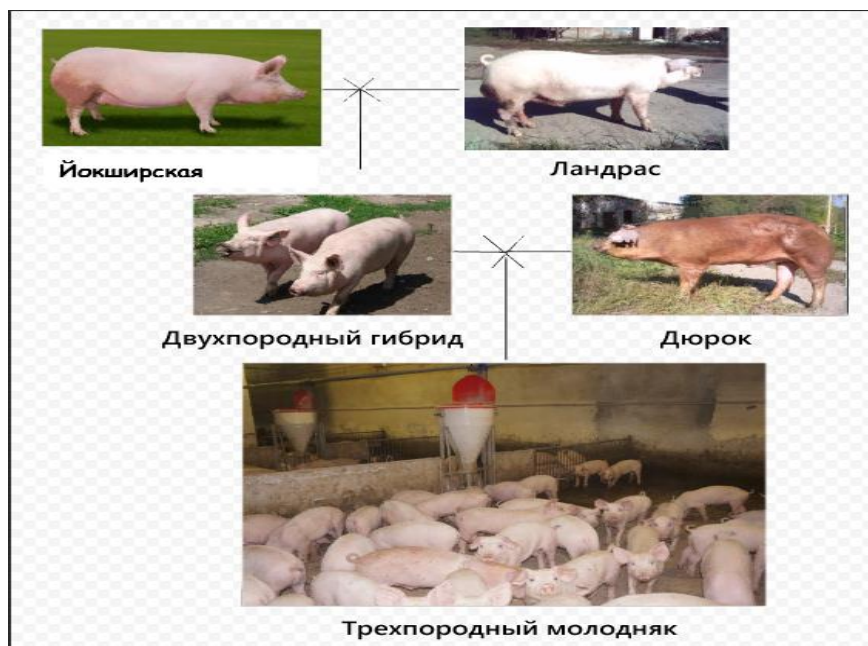 Йокширская
Ландрас
Двухпородный гибрид
Дюрок
Трехпородный молодняк